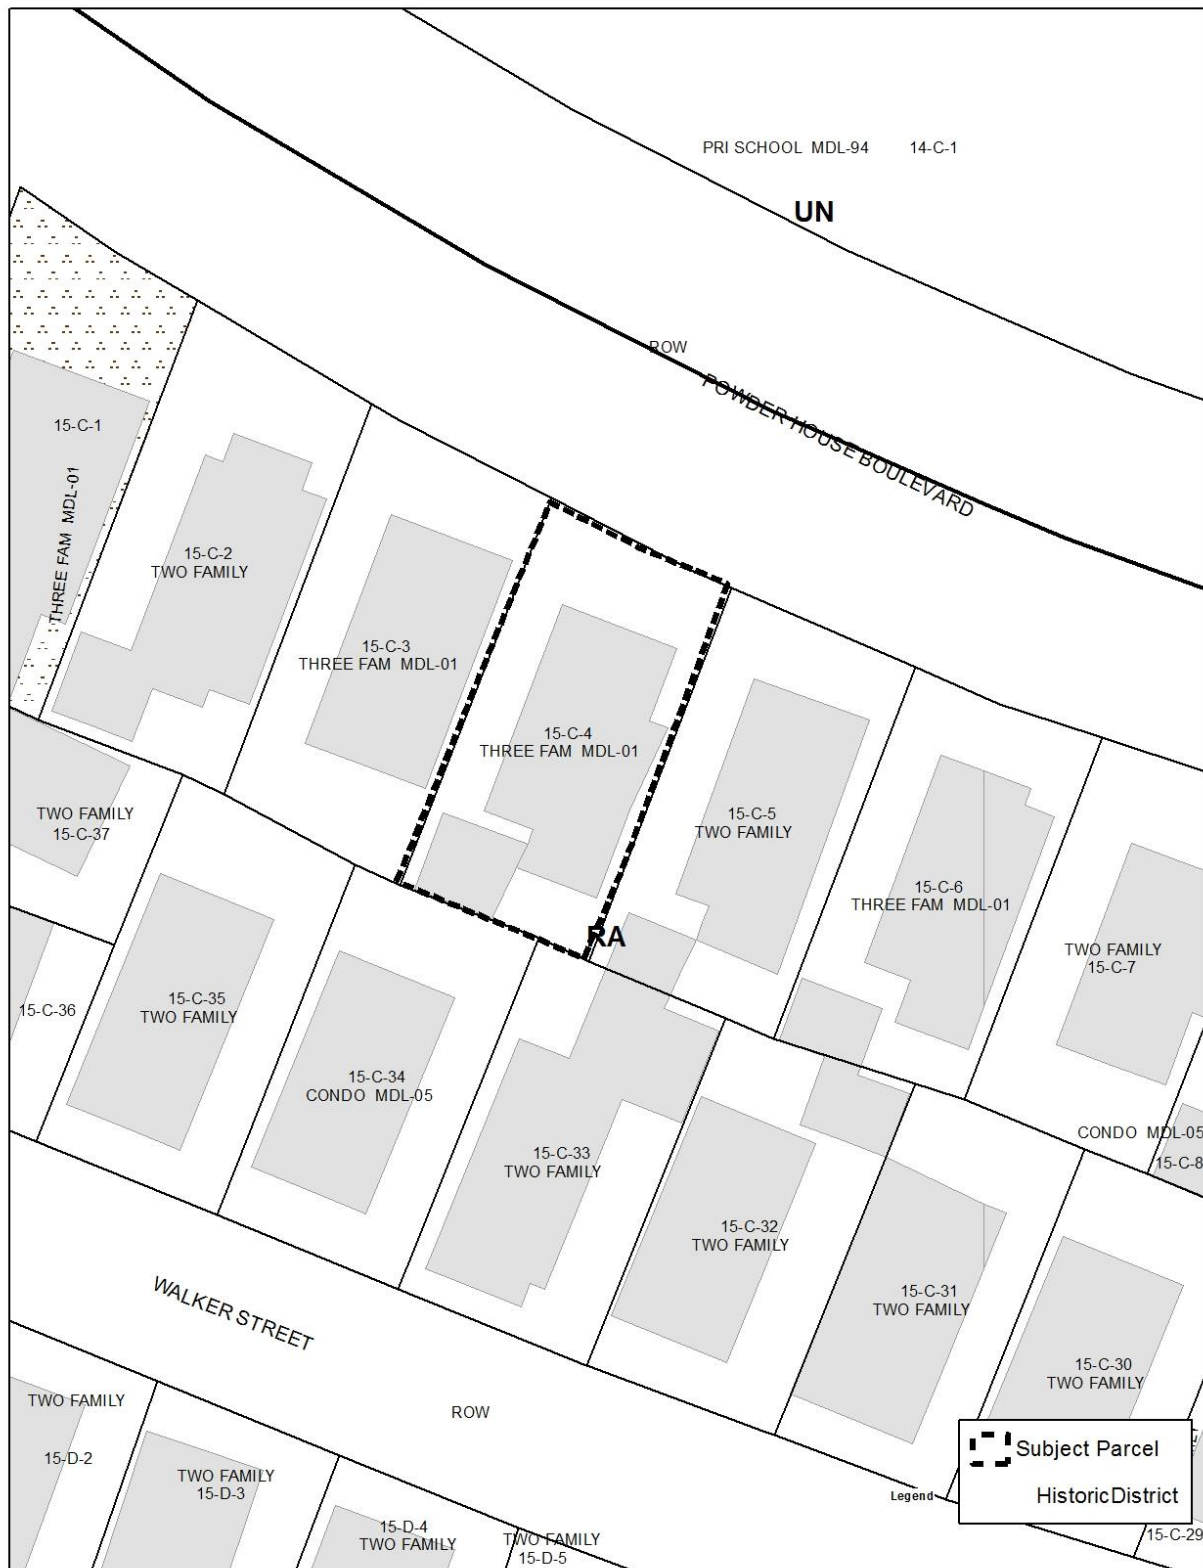 PRI SCHOOL MDL-94 14-C-1
UN
ROW
POWDER HOUSE BOULEVARD
15-C-1
THREE FAM MDL-01
15-C-2
TWO FAMILY
15-C-3
THREE FAM MDL-01
15-C-4
THREE FAM MDL-01
15-C-5
TWO FAMILY
15-C-6
THREE FAM MDL-01
TWO FAMILY
15-C-7
TWO FAMILY
15-C-37
RA
15-C-36
15-C-35
TWO FAMILY
15-C-34
CONDO MDL-05
15-C-33
TWO FAMILY
15-C-32
TWO FAMILY
15-C-31
TWO FAMILY
15-C-30
TWO FAMILY
CONDO MDL-05
15-C-8
WALKER STREET
ROW
TWO FAMILY
15-D-2
TWO FAMILY
15-D-3
15-D-4
TWO FAMILY
TWO FAMILY
15-D-5
Legend
Subject Parcel
HistoricDistrict
15-C-29